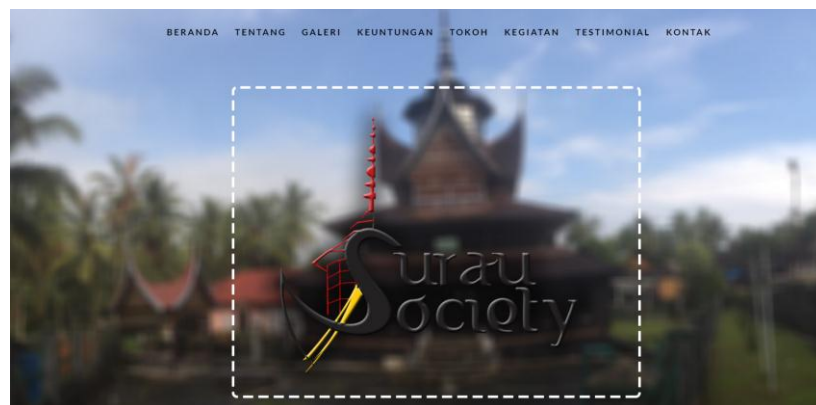 BERANDA TENTANG GALERI KEUNTUNGAN TOKOH KEGIATAN TESTIMONIAL KONTAK
Surau
Society